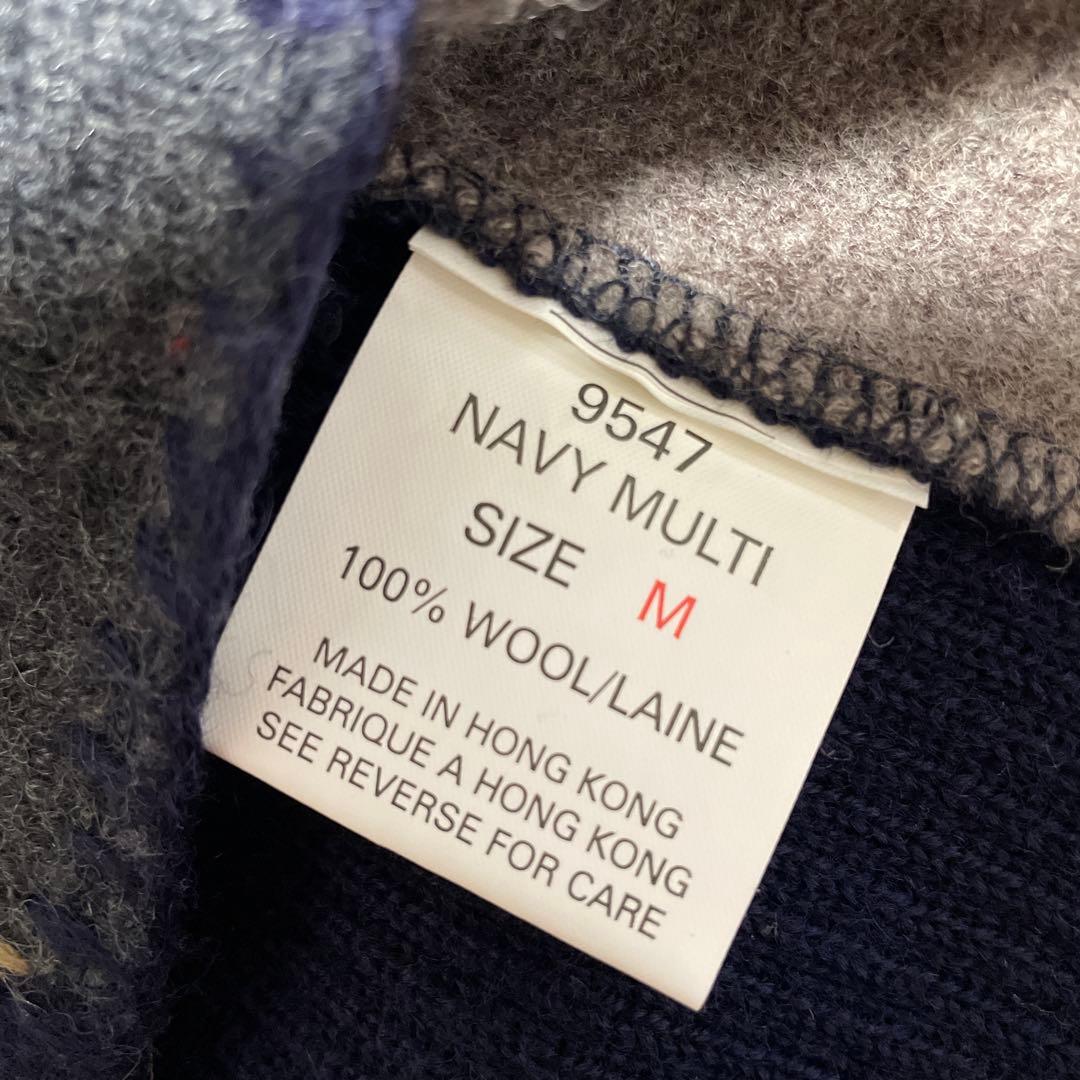 9547
NAVY MULTI
SIZE M
100% WOOL/LAINE
MADE IN HONG KONG
FABRIQUE A HONG KONG
SEE REVERSE FOR CARE